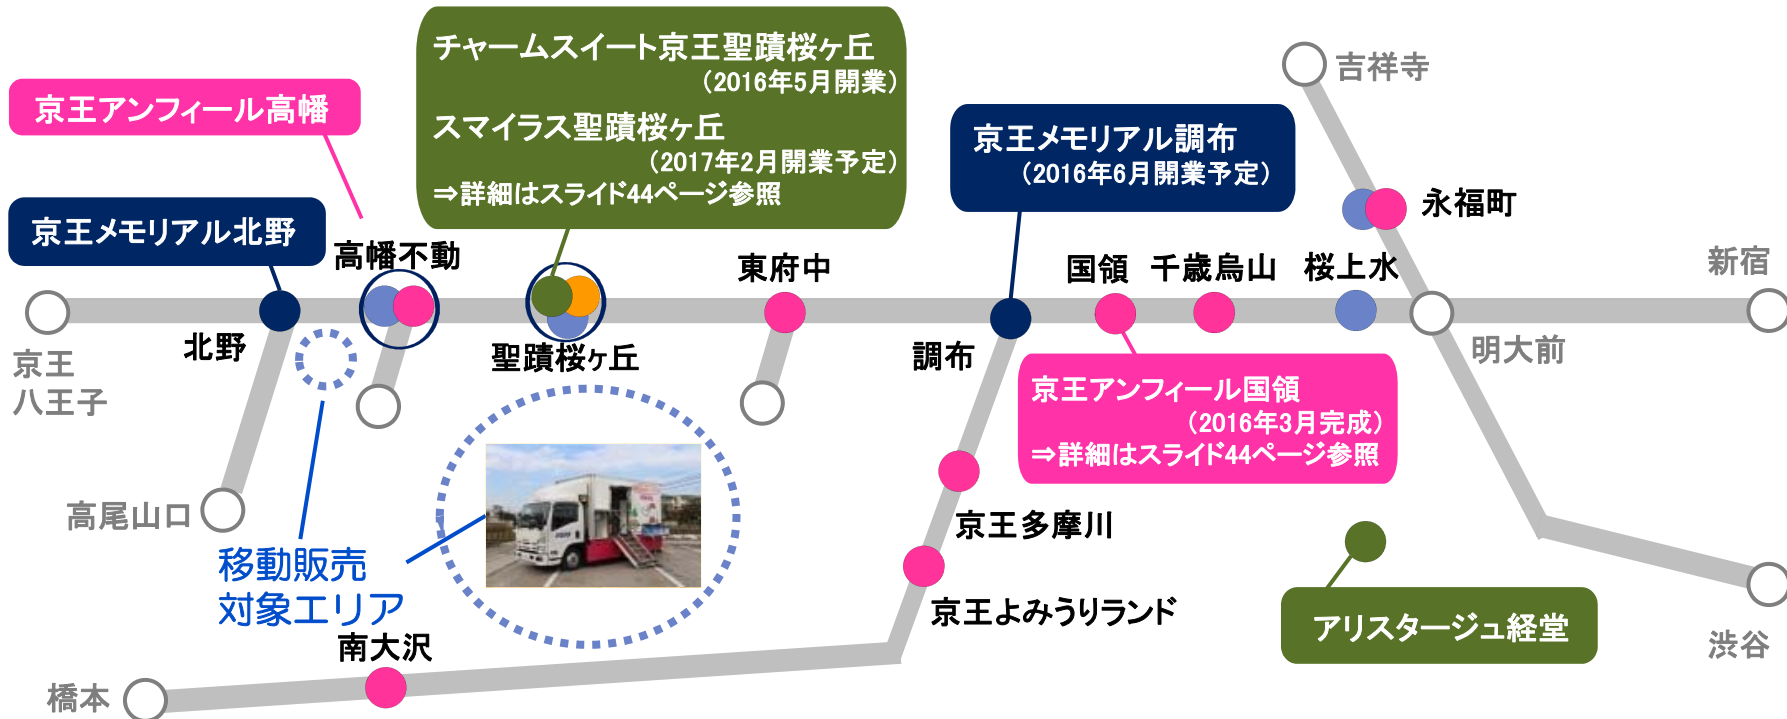 チャームスイート京王聖蹟桜ヶ丘
（2016年5月開業）
スマイラス聖蹟桜ヶ丘
（2017年2月開業予定）
⇒詳細はスライド44ページ参照
京王アンフィール高幡
京王メモリアル北野
京王メモリアル調布
（2016年6月開業予定）
吉祥寺
永福町
高幡不動
東府中
国領
千歳烏山
桜上水
新宿
北野
聖蹟桜ヶ丘
調布
明大前
京王
八王子
京王アンフィール国領
（2016年3月完成）
⇒詳細はスライド44ページ参照
高尾山口
京王多摩川
移動販売
対象エリア
京王よみうりランド
アリスタージュ経堂
渋谷
南大沢
橋本